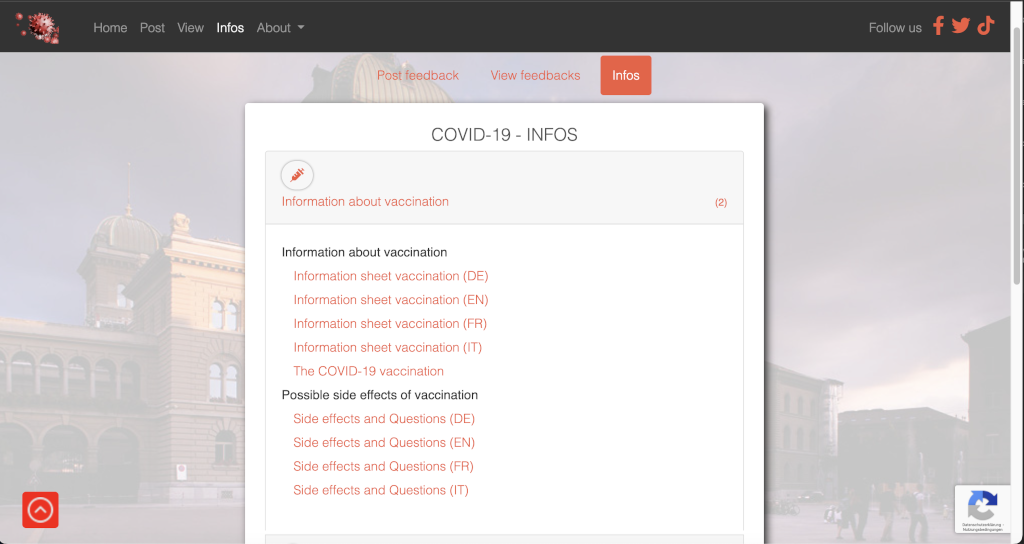 Home Post View Infos About Follow us
Post feedback View feedbacks Infos
COVID-19 - INFOS
Information about vaccination (2)
Information about vaccination
Information sheet vaccination (DE)
Information sheet vaccination (EN)
Information sheet vaccination (FR)
Information sheet vaccination (IT)
The COVID-19 vaccination
Possible side effects of vaccination
Side effects and Questions (DE)
Side effects and Questions (EN)
Side effects and Questions (FR)
Side effects and Questions (IT)
Datenschutzerklärung -
Nutzungsbedingungen